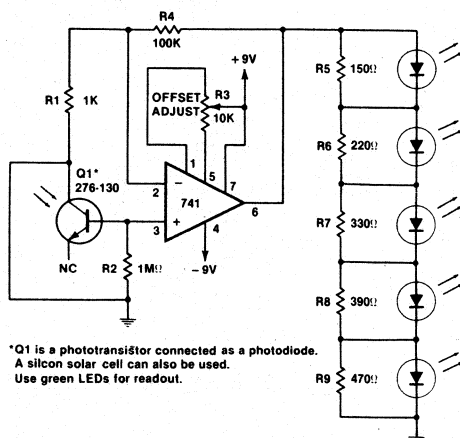 R4
100K
+9V
R5
150Ω
R1
1K
OFFSET
ADJUST
R3
10K
R6
220Ω
Q1*
276-130
1
5
7
2
−
741
6
3
+
4
R7
330Ω
NC
R2
1MΩ
−9V
R8
390Ω
*Q1 is a phototransistor connected as a photodiode.
A silcon solar cell can also be used.
Use green LEDs for readout.
R9
470Ω